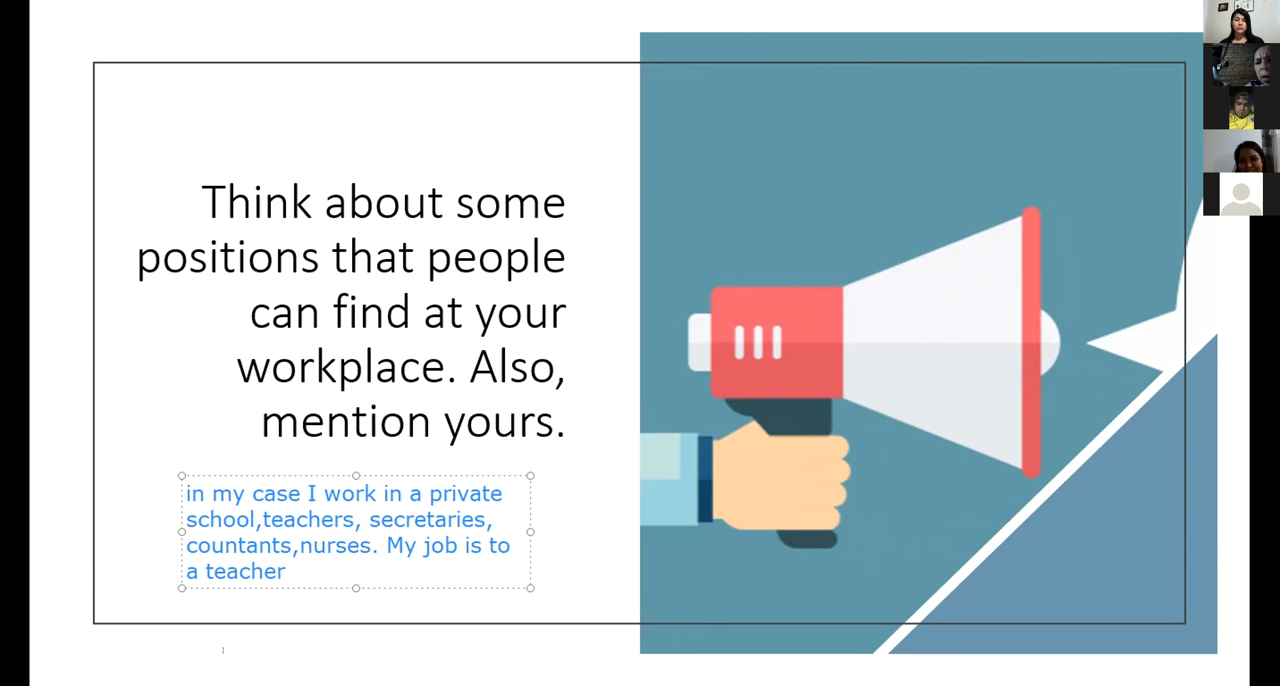 Think about some
positions that people
can find at your
workplace. Also,
mention yours.
in my case I work in a private
school,teachers, secretaries,
countants,nurses. My job is to
a teacher